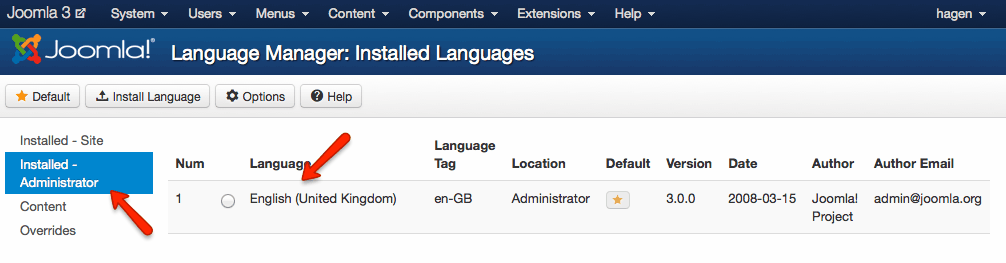 Joomla 3 System Users Menus Content Components Extensions Help hagen
Joomla! Language Manager: Installed Languages
Default Install Language Options Help
Installed - Site
Installed -
Administrator
Content
Overrides
Num Language Language Tag Location Default Version Date Author Author Email
1 English (United Kingdom) en-GB Administrator 3.0.0 2008-03-15 Joomla! Project admin@joomla.org